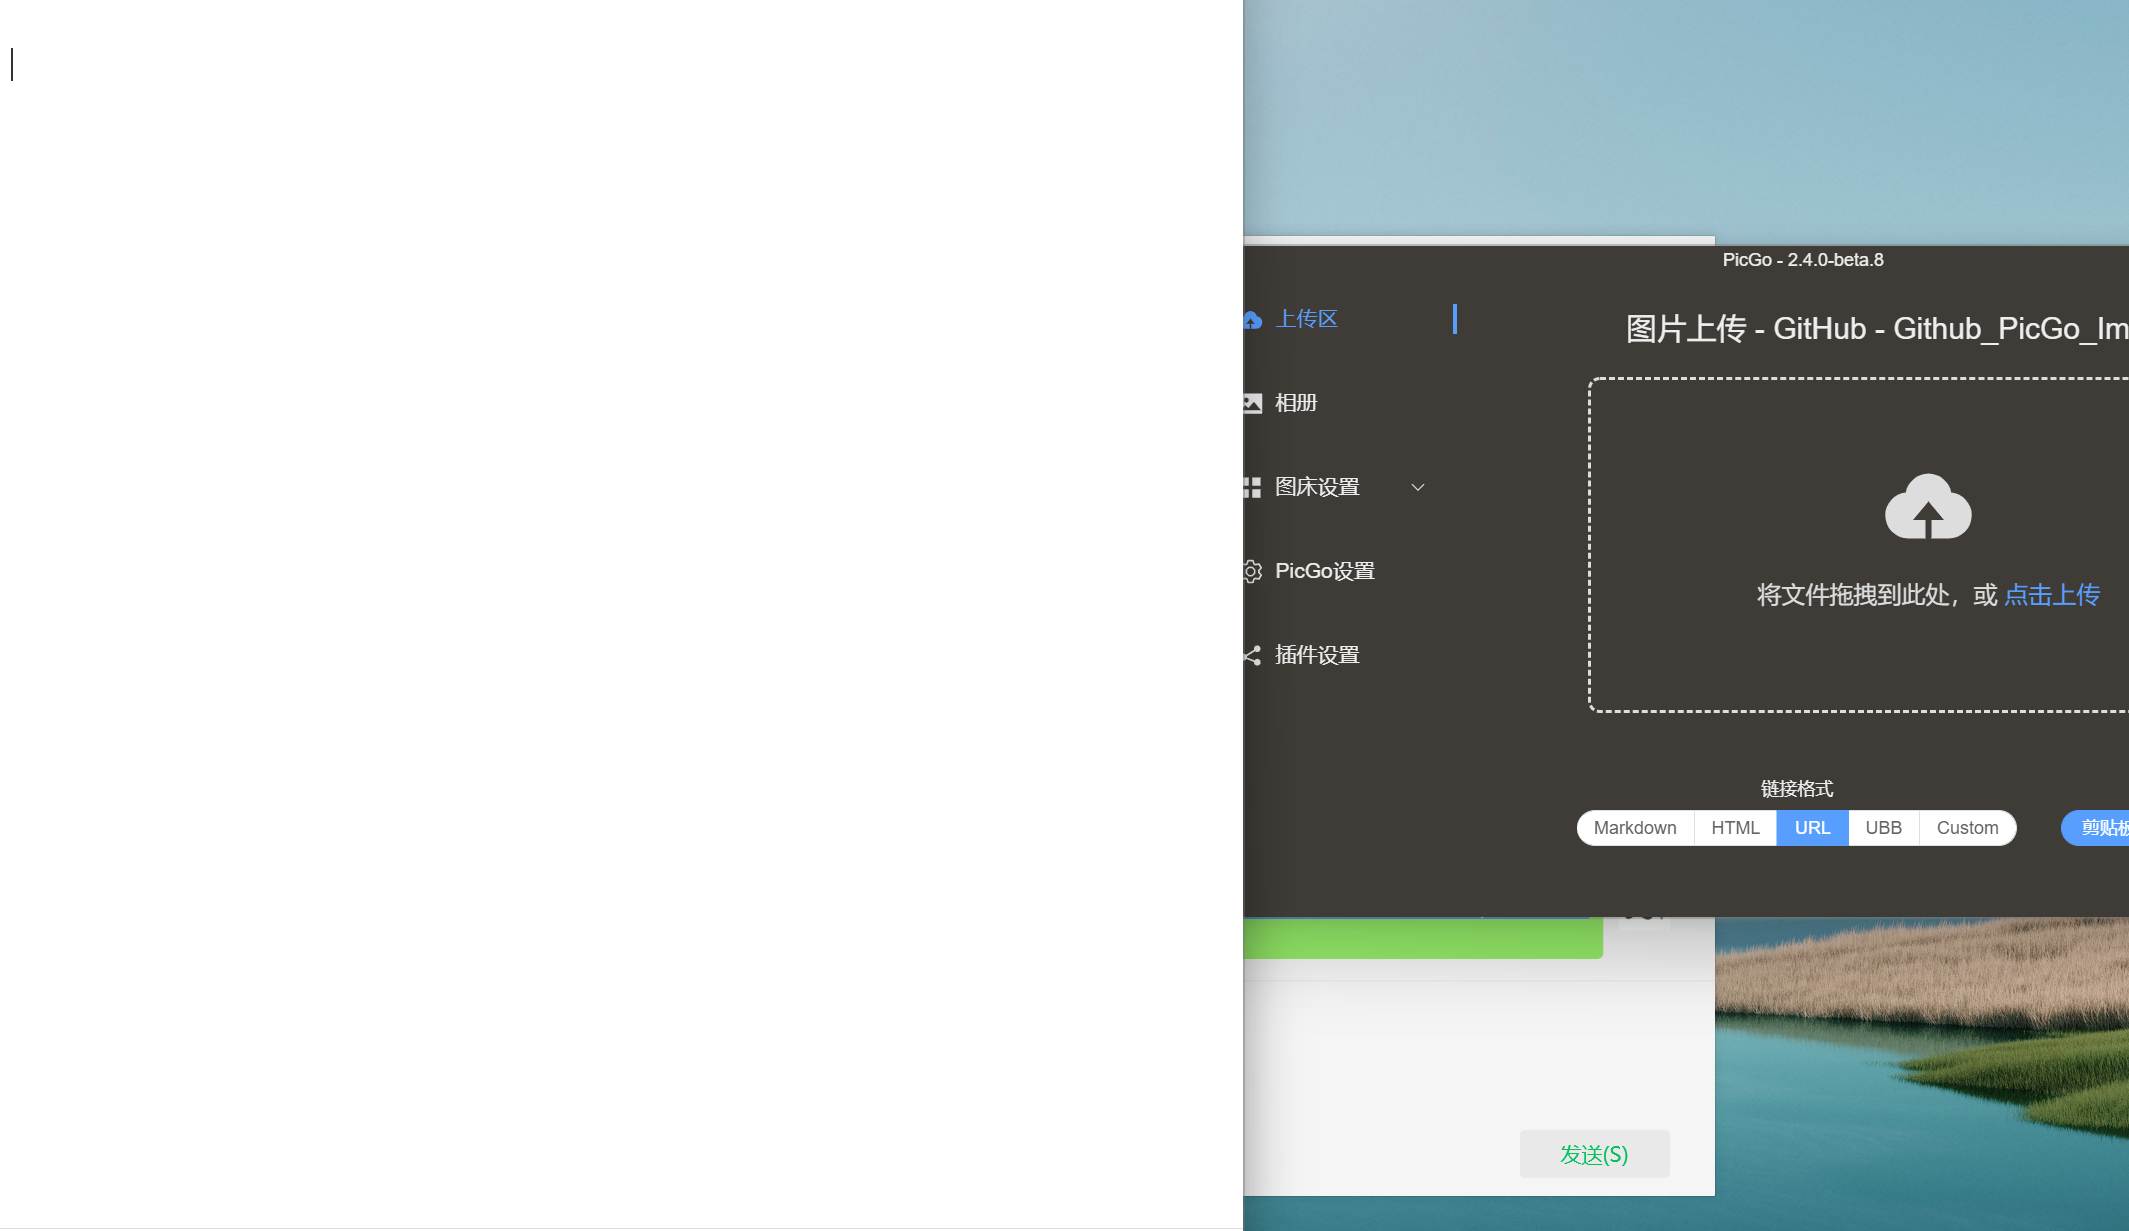 PicGo - 2.4.0-beta.8
上传区
图片上传 - GitHub - Github_PicGo_Im
相册
图床设置
PicGo设置
将文件拖拽到此处，或 点击上传
插件设置
链接格式
Markdown HTML URL UBB Custom 剪贴板
发送(S)